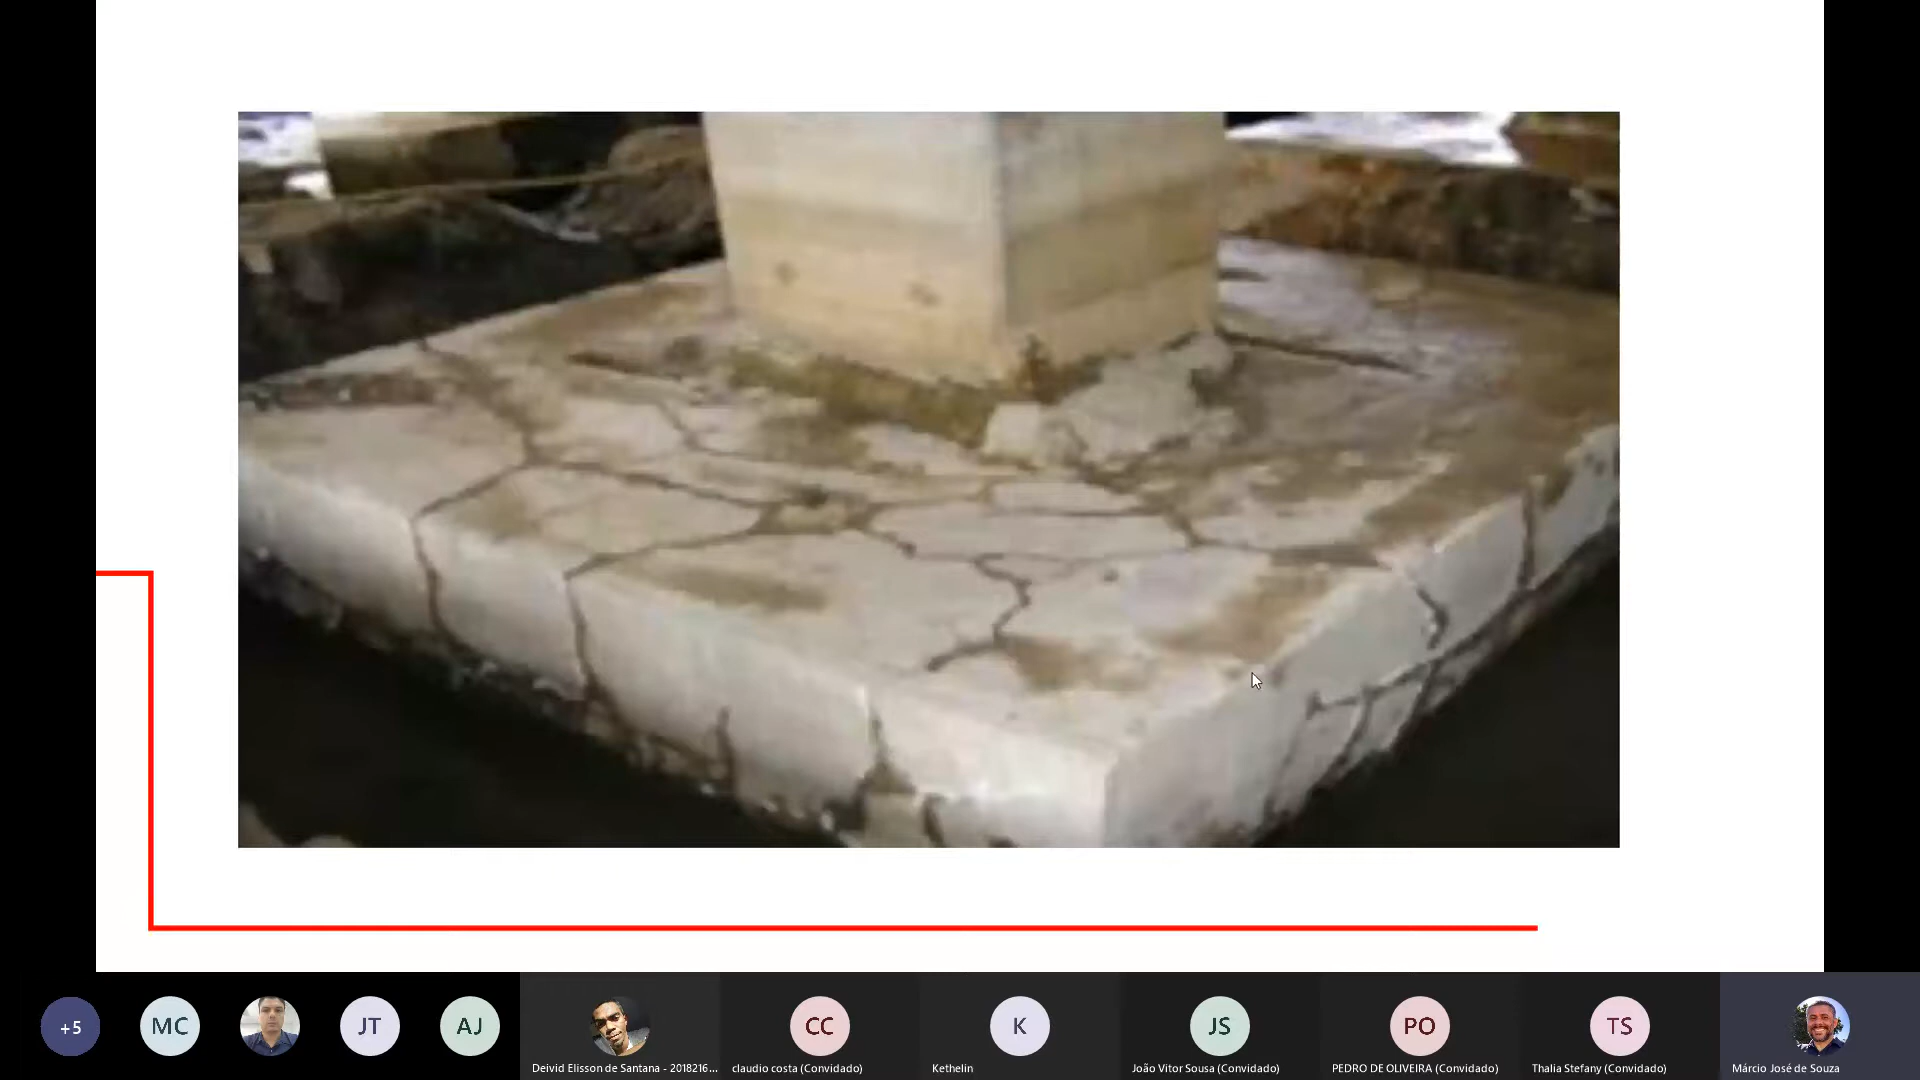 +5
MC
JT
AJ
CC
K
JS
PO
TS
Deivid Elisson de Santana - 2018216...
claudio costa (Convidado)
Kethelin
João Vitor Sousa (Convidado)
PEDRO DE OLIVEIRA (Convidado)
Thalia Stefany (Convidado)
Márcio José de Souza